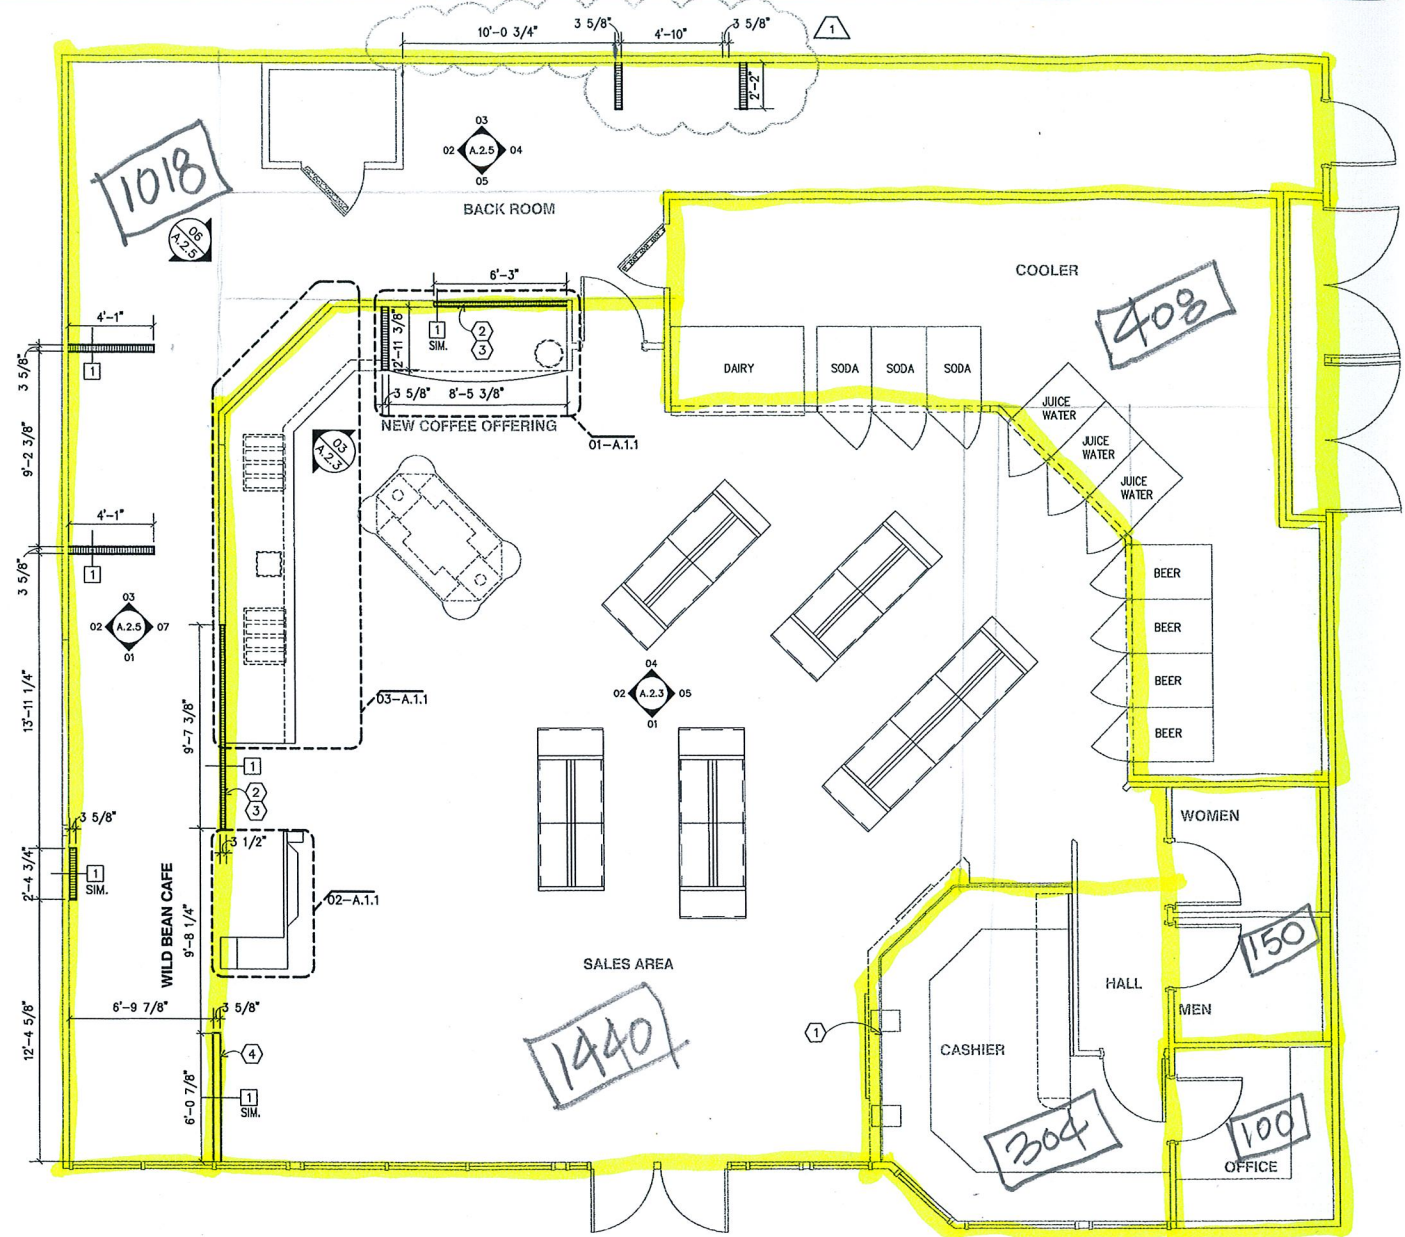 10'-0 3/4"
3 5/8"
4'-10"
3 5/8"
1
2'-2"
03
02 A.2.5 04
05
1018
BACK ROOM
06
A.2.5
COOLER
408
6'-3"
4'-1"
1
SIM.
2
3
2'-11 3/8"
3 5/8"
1
DAIRY
SODA
SODA
SODA
3 5/8"
8'-5 3/8"
NEW COFFEE OFFERING
01-A.1.1
JUICE
WATER
JUICE
WATER
JUICE
WATER
03
A.2.3
9'-2 3/8"
4'-1"
3 5/8"
1
BEER
BEER
BEER
BEER
03
02 A.2.5 07
01
04
02 A.2.3 05
01
13'-11 1/4"
9'-7 3/8"
03-A.1.1
1
2
3
3 5/8"
3 1/2"
WOMEN
2'-4 3/4"
1
SIM.
WILD BEAN CAFE
9'-8 1/4"
02-A.1.1
150
SALES AREA
HALL
MEN
6'-9 7/8"
3 5/8"
12'-4 5/8"
1440
1
CASHIER
4
6'-0 7/8"
1
SIM.
304
100
OFFICE